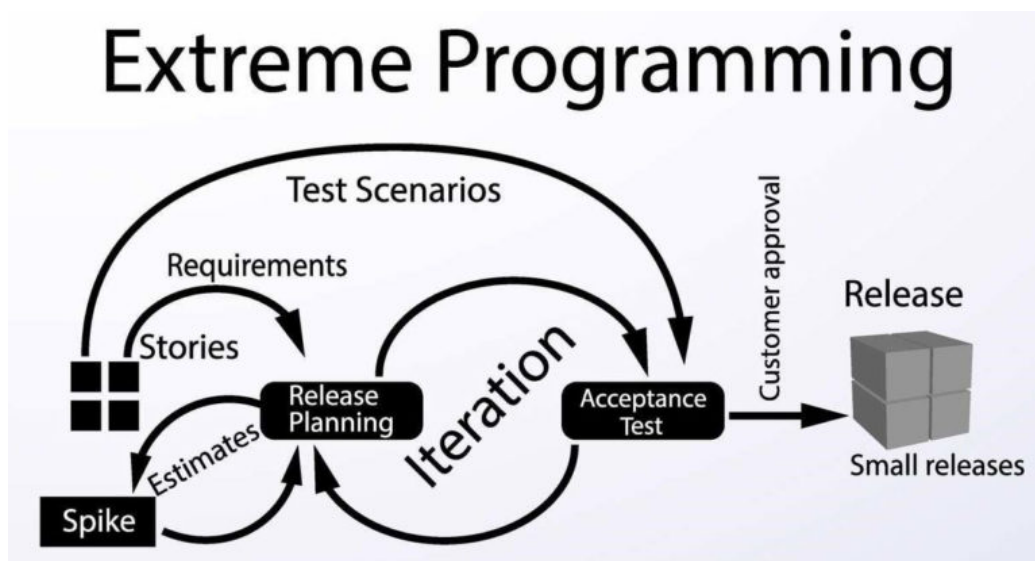 Extreme Programming
Test Scenarios
Requirements
Stories
Release
Planning
Estimates
Spike
Iteration
Acceptance
Test
Customer approval
Release
Small releases